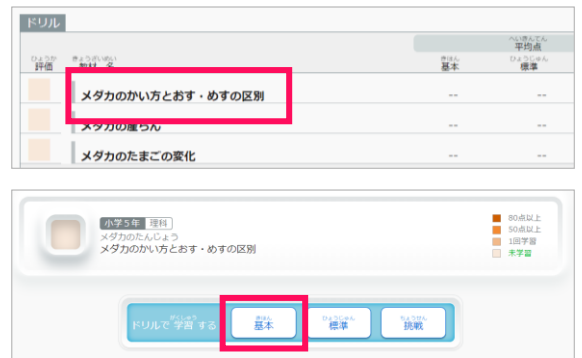 ドリル
へいきんてん
平均点
ひょうか
評価
きょうざいめい
教材 名
きほん
基本
ひょうじゅん
標準
メダカのかい方とおす・めすの区別
--
--
メダカの産らん
--
--
メダカのたまごの変化
--
--
小学5年 理科
メダカのたんじょう
メダカのかい方とおす・めすの区別
80点以上
50点以上
1回学習
未学習
がくしゅう
ドリルで 学習 する
きほん
基本
ひょうじゅん
標準
ちょうせん
挑戦